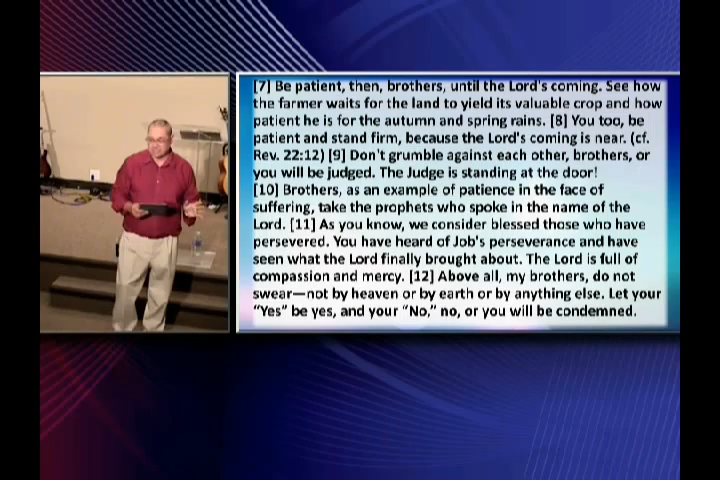 [7] Be patient, then, brothers, until the Lord's coming. See how
the farmer waits for the land to yield its valuable crop and how
patient he is for the autumn and spring rains. [8] You too, be
patient and stand firm, because the Lord's coming is near. (cf.
Rev. 22:12) [9] Don't grumble against each other, brothers, or
you will be judged. The Judge is standing at the door!
[10] Brothers, as an example of patience in the face of
suffering, take the prophets who spoke in the name of the
Lord. [11] As you know, we consider blessed those who have
persevered. You have heard of Job's perseverance and have
seen what the Lord finally brought about. The Lord is full of
compassion and mercy. [12] Above all, my brothers, do not
swear—not by heaven or by earth or by anything else. Let your
“Yes” be yes, and your “No,” no, or you will be condemned.